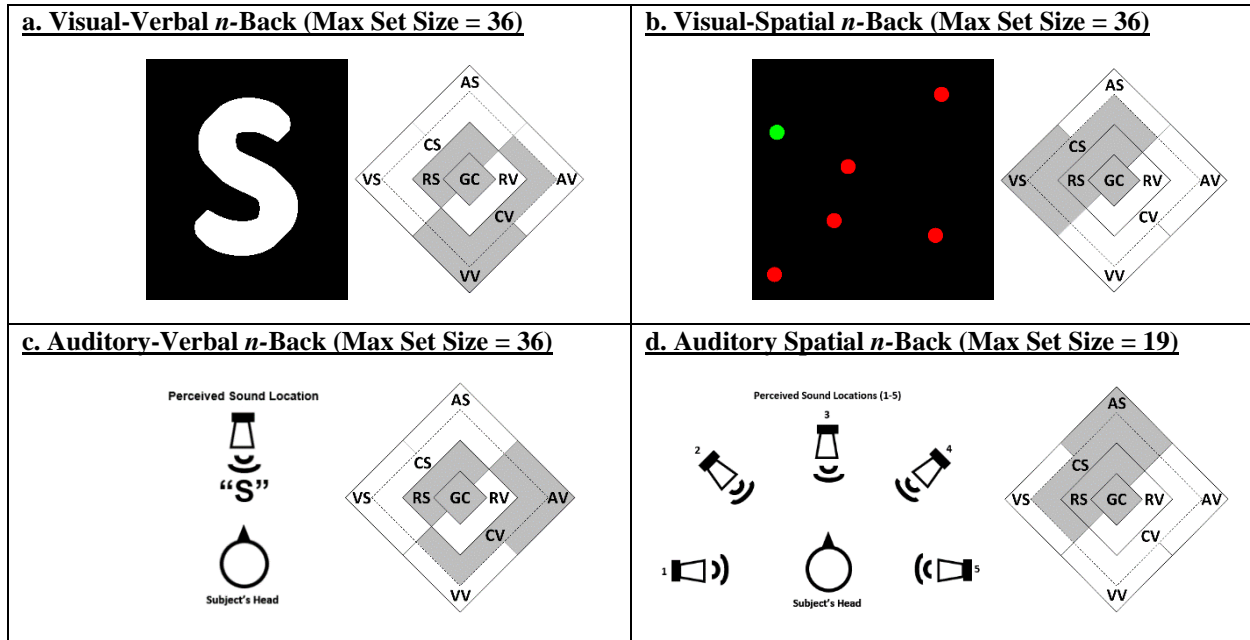 a. Visual-Verbal n-Back (Max Set Size = 36)
S
AS
CS
VS RS GC RV AV
CV
VV
b. Visual-Spatial n-Back (Max Set Size = 36)
AS
CS
VS RS GC RV AV
CV
VV
c. Auditory-Verbal n-Back (Max Set Size = 36)
Perceived Sound Location
“S”
Subject's Head
AS
CS
VS RS GC RV AV
CV
VV
d. Auditory Spatial n-Back (Max Set Size = 19)
Perceived Sound Locations (1-5)
3
2
4
1
5
Subject's Head
AS
CS
VS RS GC RV AV
CV
VV